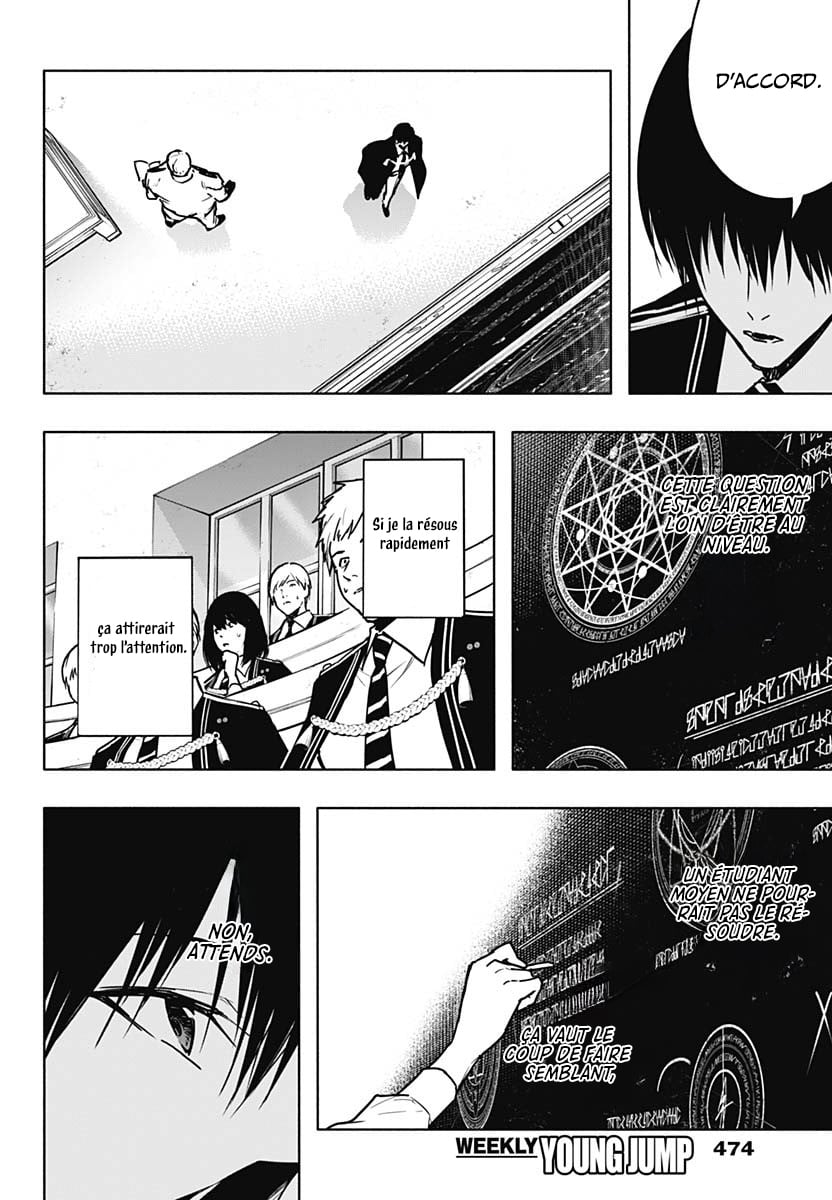 D'ACCORD.
CETTE QUESTION
EST CLAIREMENT
LOIN D'ÊTRE AU
NIVEAU.
Si je la résous
rapidement
ça attirerait
trop l'attention.
UN ÉTUDIANT
MOYEN NE POUR-
RAIT PAS LE RÉ-
SOUDRE.
ÇA VAUT LE
COUP DE FAIRE
SEMBLANT,
NON,
ATTENDS.
WEEKLY YOUNG JUMP 474